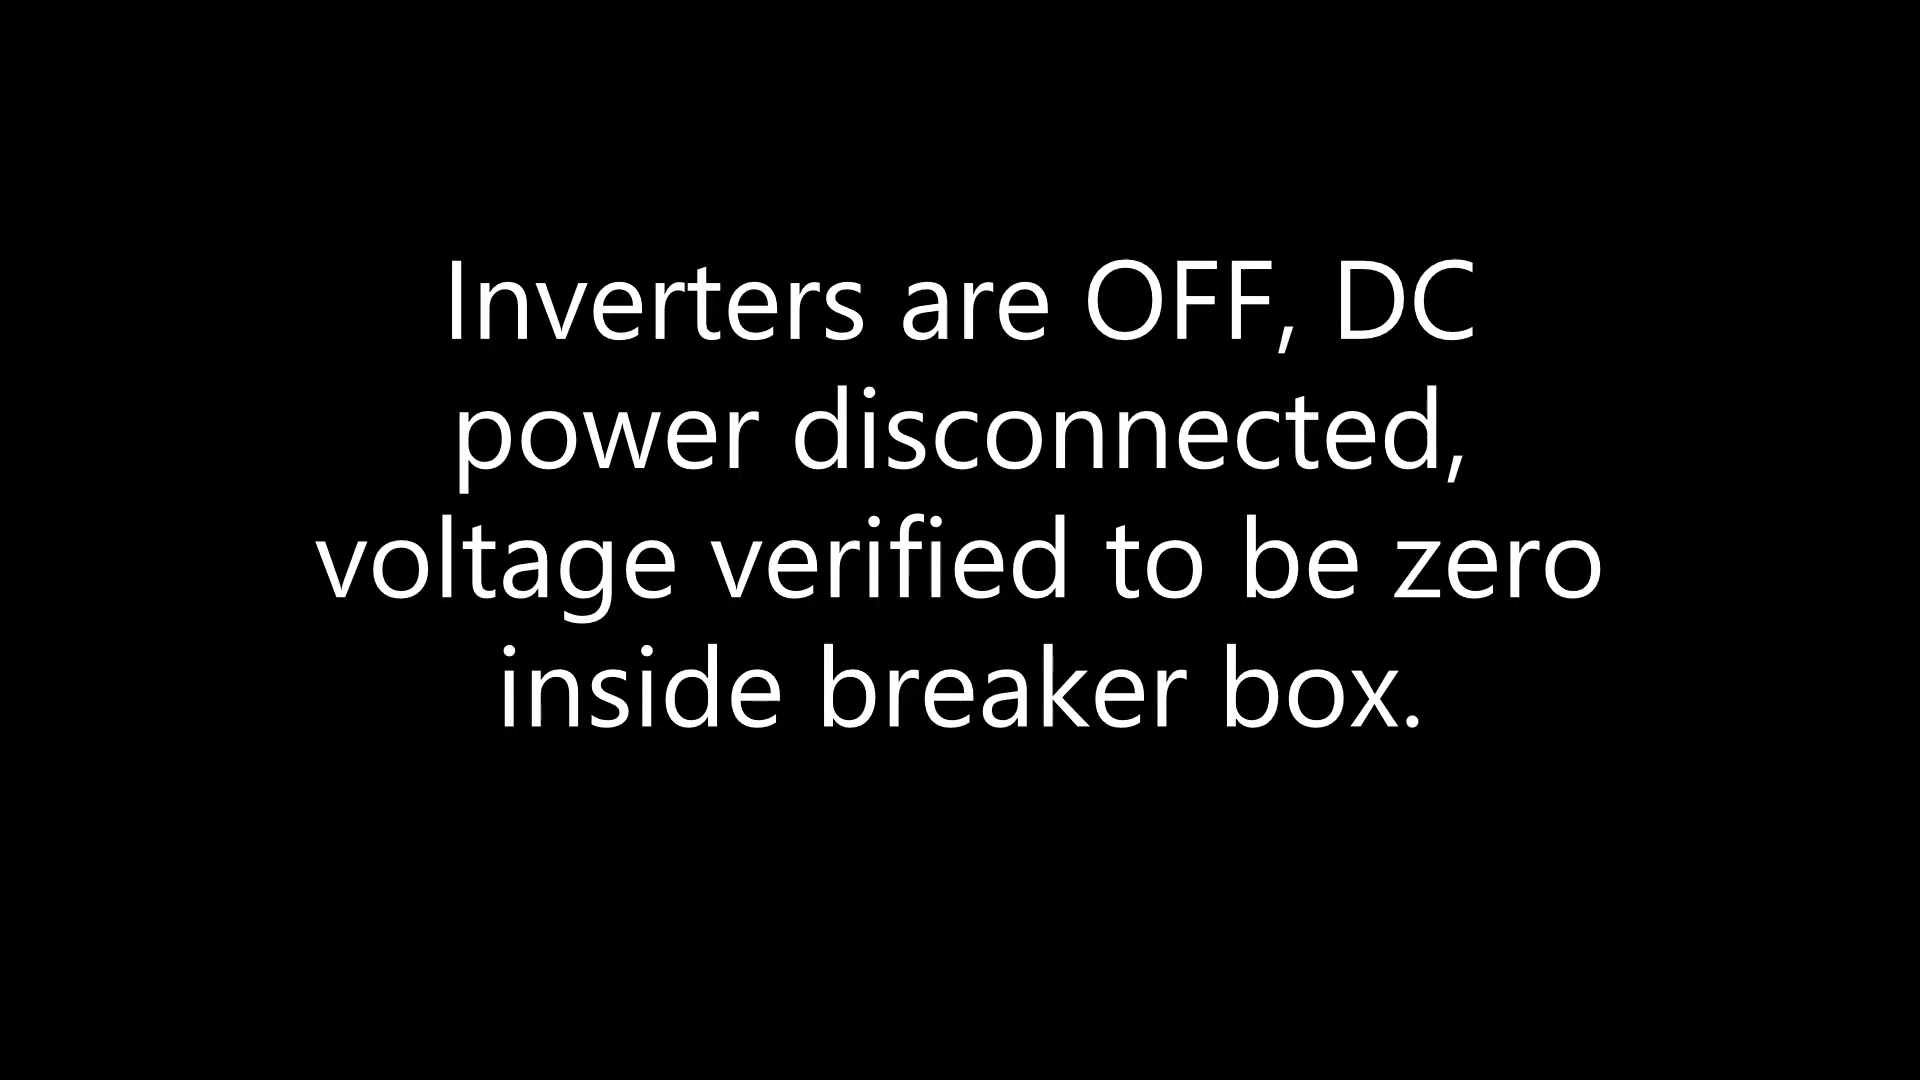 Inverters are OFF, DC
power disconnected,
voltage verified to be zero
inside breaker box.